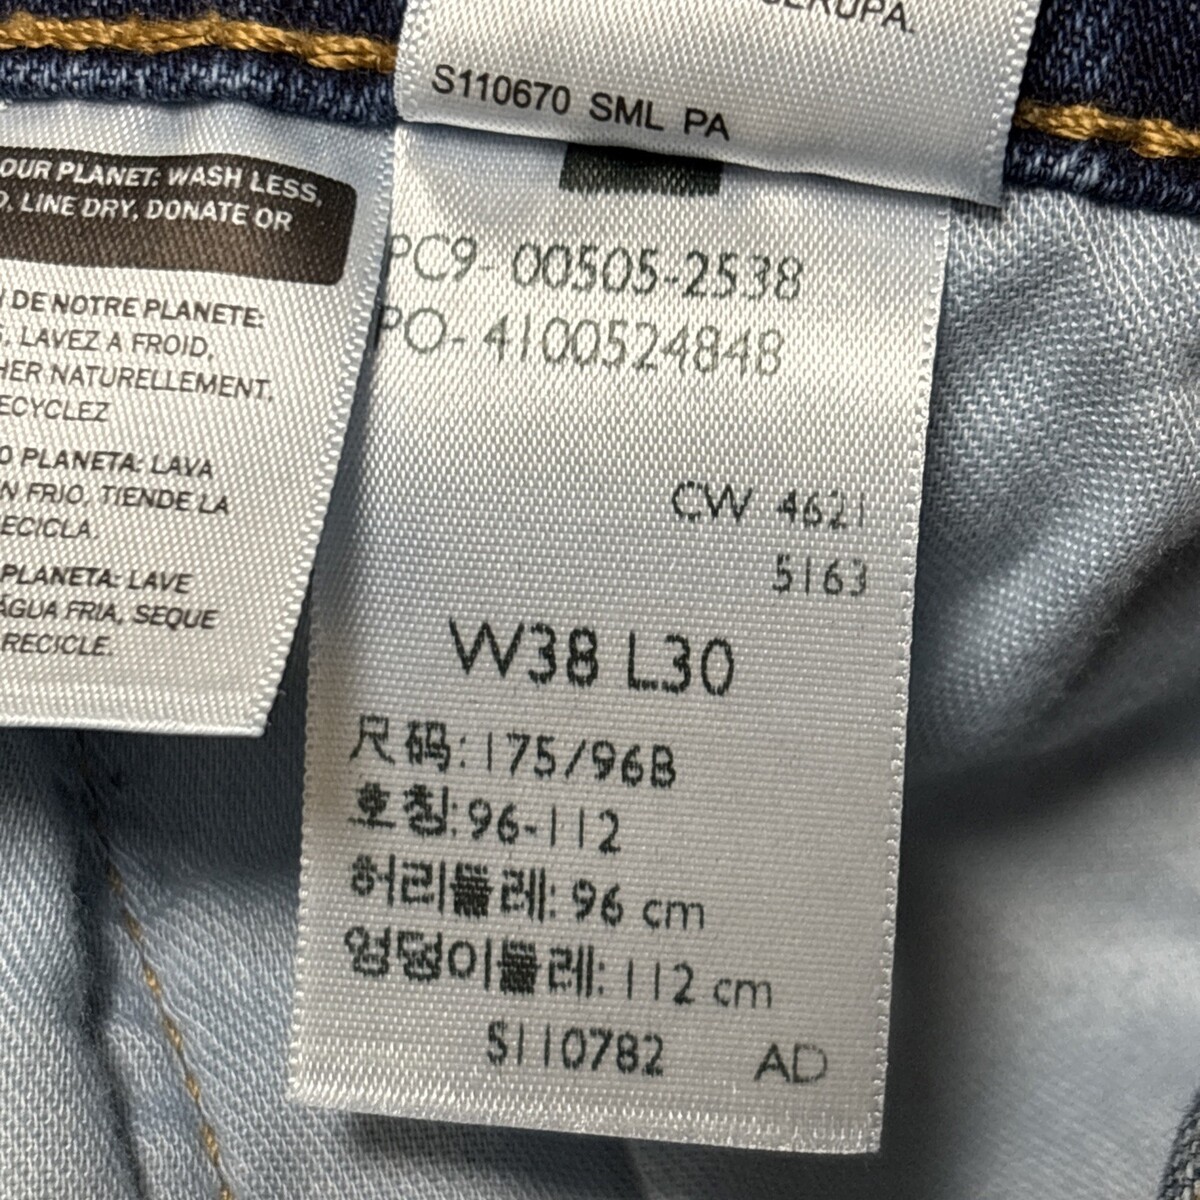 S110670 SML PA
OUR PLANET: WASH LESS,
LINE DRY, DONATE OR
DE NOTRE PLANETE:
LAVEZ A FROID,
HER NATURELLEMENT,
ECYCLEZ
O PLANETA: LAVA
N FRIO, TIENDE LA
ECICLA.
PLANETA: LAVE
ÁGUA FRIA, SEQUE
RECICLE.
PC9- 00505-2538
PO- 4100524848
CW 4621
5163
W38 L30
尺码: 175/96B
호칭: 96-112
허리둘레: 96 cm
엉덩이둘레: 112 cm
S110782 AD